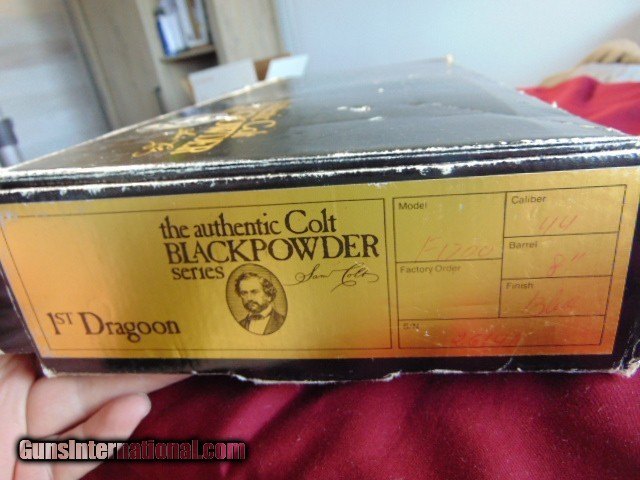 the authentic Colt
BLACKPOWDER
series
Sam Colt
1ST Dragoon
Model
F1700
Factory Order
S/N
Caliber
44
Barrel
8"
Finish
GunsInternational.com